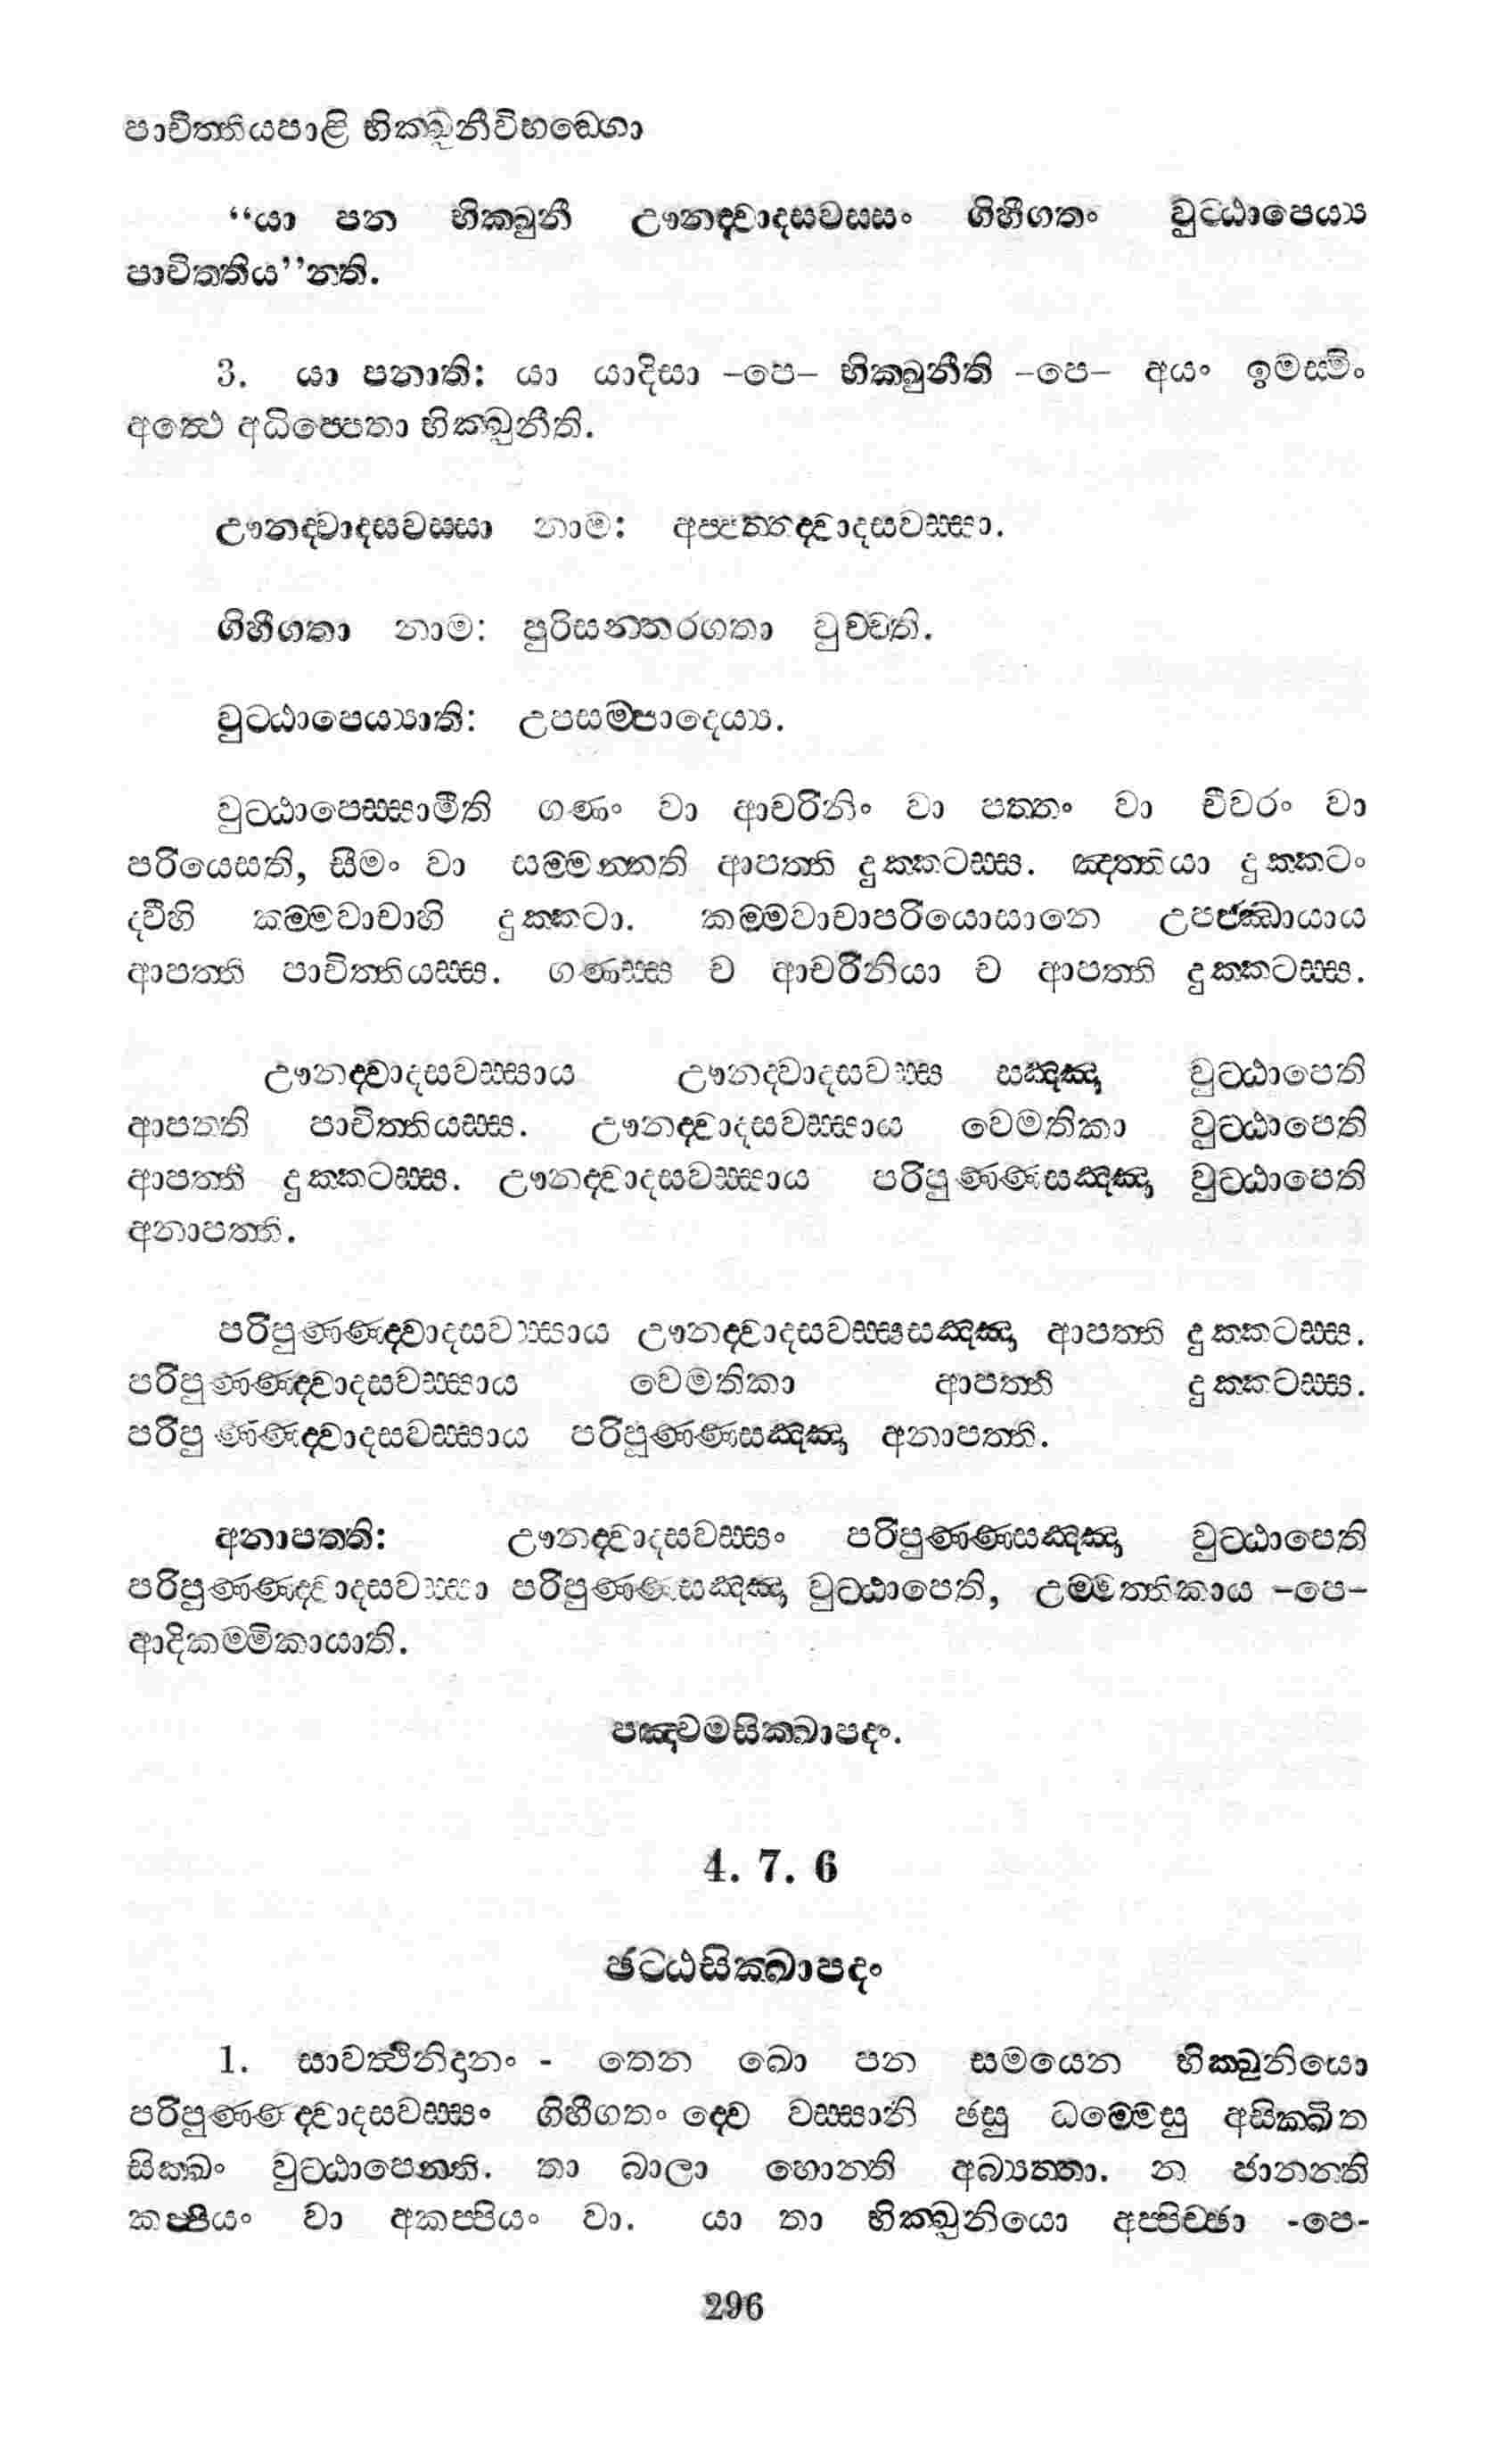 පාචිත්තියපාළි භික්ඛුනීවිභඞ්ගො
“යා පන භික්ඛුනී ඌනද්වාදසවස්සං ගිහීගතං වුට්ඨාපෙය්‍ය
පාචිත්තිය”න්ති.
3. යා පනාති: යා යාදිසා –පෙ– භික්ඛුනීති –පෙ– අයං ඉමස්මිං
අත්ථෙ අධිප්පෙතා භික්ඛුනීති.
ඌනද්වාදසවස්සා නාම: අප්පත්තද්වාදසවස්සා.
ගිහීගතා නාම: පුරිසන්තරගතා වුච්චති.
වුට්ඨාපෙය්‍යාති: උපසම්පාදෙය්‍ය.
වුට්ඨාපෙස්සාමීති ගණං වා ආචරිනිං වා පත්තං වා චීවරං වා
පරියෙසති, සීමං වා සම්මන්නති ආපත්ති දුක්කටස්ස. ඤත්තියා දුක්කටං
ද්වීහි කම්මවාචාහි දුක්කටා. කම්මවාචාපරියොසානෙ උපජ්ඣායාය
ආපත්ති පාචිත්තියස්ස. ගණස්ස ච ආචරිනියා ච ආපත්ති දුක්කටස්ස.
ඌනද්වාදසවස්සාය ඌනද්වාදසවස්ස සඤ්ඤා වුට්ඨාපෙති
ආපත්ති පාචිත්තියස්ස. ඌනද්වාදසවස්සාය වෙමතිකා වුට්ඨාපෙති
ආපත්ති දුක්කටස්ස. ඌනද්වාදසවස්සාය පරිපුණ්ණසඤ්ඤා වුට්ඨාපෙති
අනාපත්ති.
පරිපුණ්ණද්වාදසවස්සාය ඌනද්වාදසවස්සසඤ්ඤා ආපත්ති දුක්කටස්ස.
පරිපුණ්ණද්වාදසවස්සාය වෙමතිකා ආපත්ති දුක්කටස්ස.
පරිපුණ්ණද්වාදසවස්සාය පරිපුණ්ණසඤ්ඤා අනාපත්ති.
අනාපත්ති: ඌනද්වාදසවස්සං පරිපුණ්ණසඤ්ඤා වුට්ඨාපෙති
පරිපුණ්ණද්වාදසවස්සා පරිපුණ්ණසඤ්ඤා වුට්ඨාපෙති, උම්මත්තිකාය –පෙ–
ආදිකම්මිකායාති.
පඤ්චමසික්ඛාපදං.
4. 7. 6
ඡට්ඨසික්ඛාපදං
1. සාවත්ථිනිදානං - තෙන ඛො පන සමයෙන භික්ඛුනියො
පරිපුණ්ණද්වාදසවස්සං ගිහීගතං ද්වෙ වස්සානි ඡසු ධම්මෙසු අසික්ඛිත
සික්ඛං වුට්ඨාපෙන්ති. තා බාලා හොන්ති අබ්‍යත්තා. න ජානන්ති
කප්පියං වා අකප්පියං වා. යා තා භික්ඛුනියො අප්පිච්ඡා -පෙ-
296